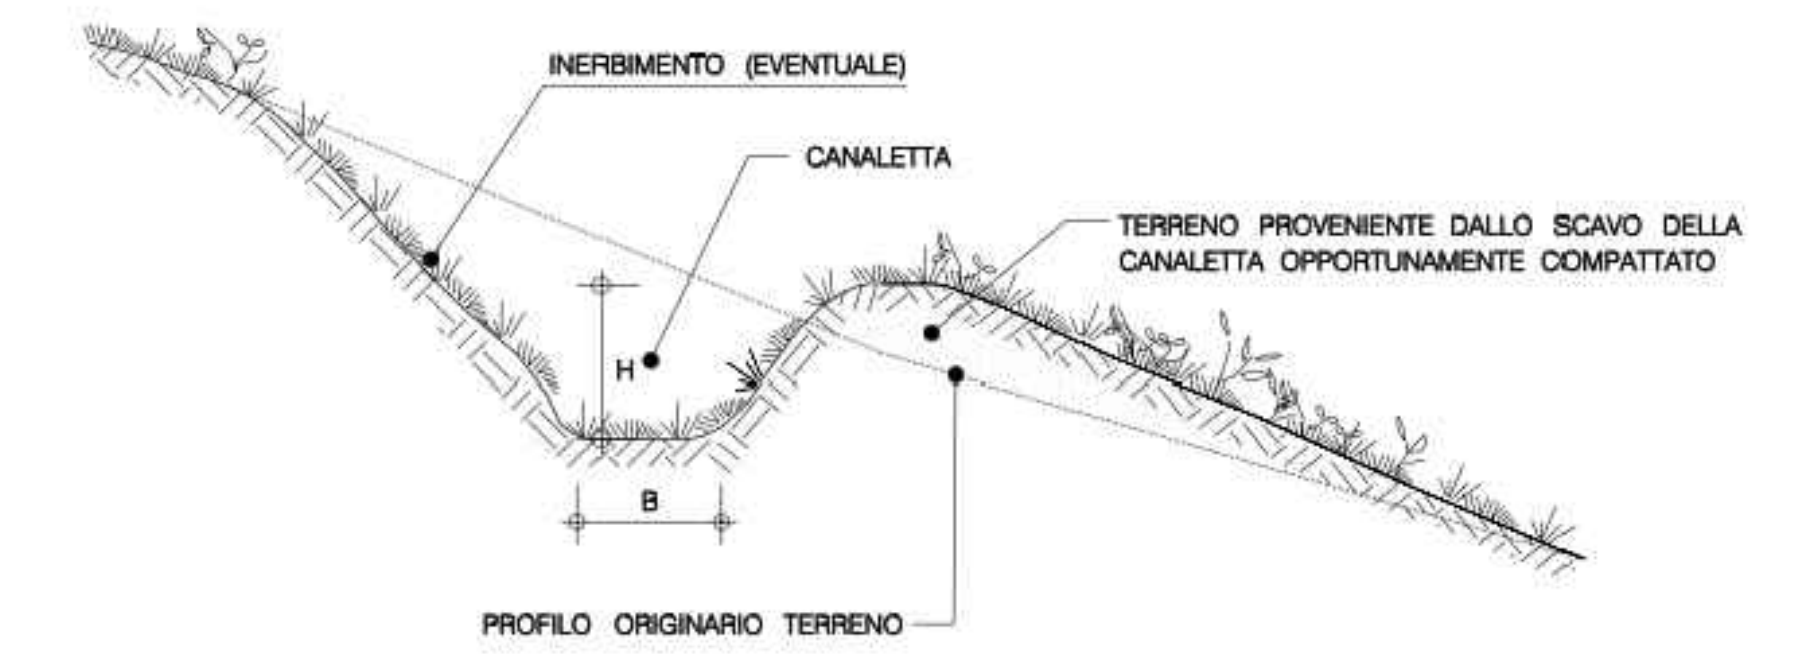 INERBIMENTO (EVENTUALE)
CANALETTA
TERRENO PROVENIENTE DALLO SCAVO DELLA
CANALETTA OPPORTUNAMENTE COMPATTATO
H
B
PROFILO ORIGINARIO TERRENO